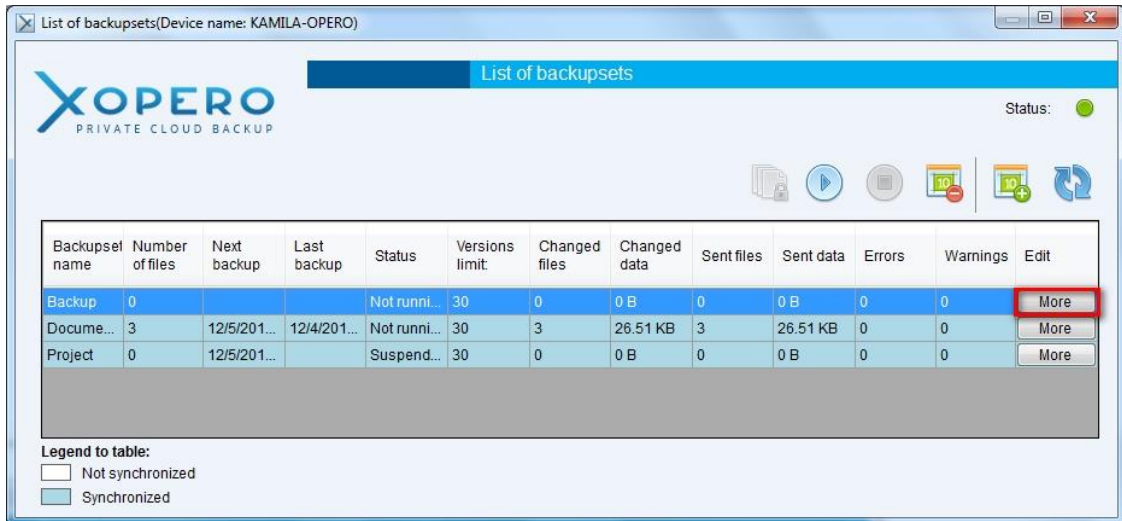 List of backupsets(Device name: KAMILA-OPERO)
List of backupsets
XOPERO
PRIVATE CLOUD BACKUP
Status:
10 10
Backupset name Number of files Next backup Last backup Status Versions limit: Changed files Changed data Sent files Sent data Errors Warnings Edit
Backup 0 Not runni... 30 0 0 B 0 0 B 0 0 More
Docume... 3 12/5/201... 12/4/201... Not runni... 30 3 26.51 KB 3 26.51 KB 0 0 More
Project 0 12/5/201... Suspend... 30 0 0 B 0 0 B 0 0 More
Legend to table:
Not synchronized
Synchronized